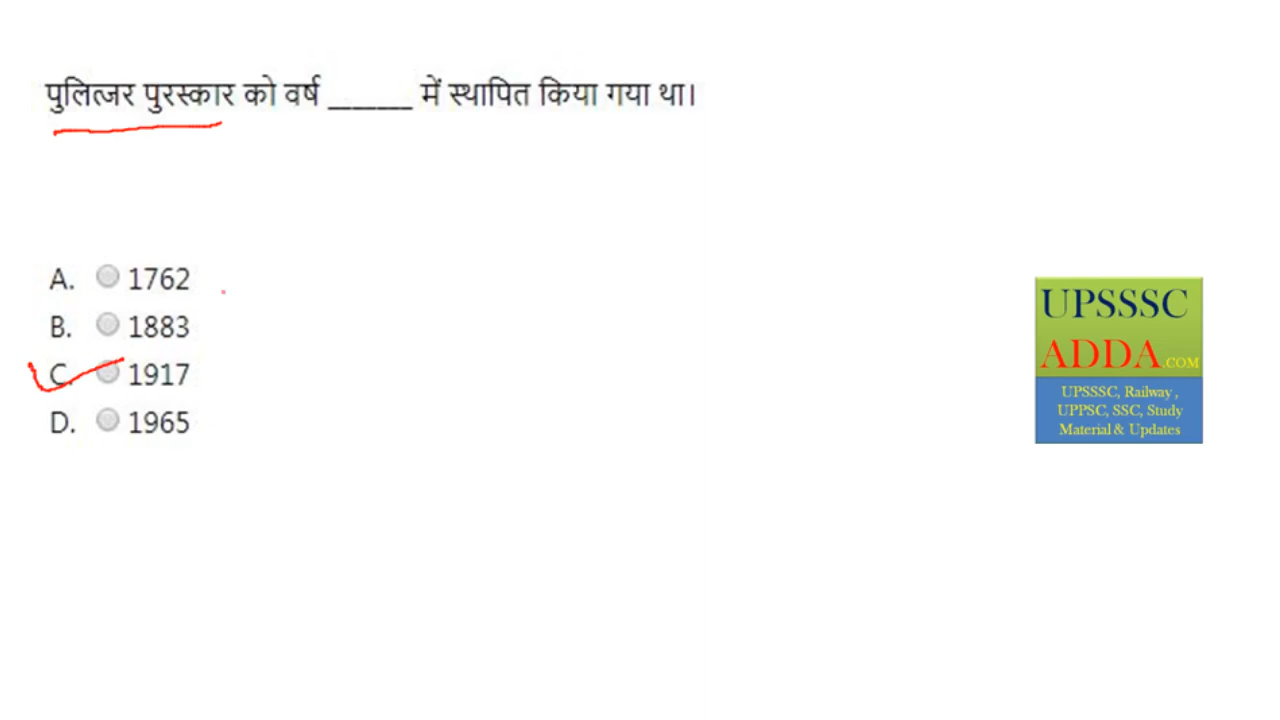 पुलित्जर पुरस्कार को वर्ष ______ में स्थापित किया गया था।
A. 1762
B. 1883
C. 1917
D. 1965
UPSSSC
ADDA.COM
UPSSSC, Railway ,
UPPSC, SSC, Study
Material & Updates